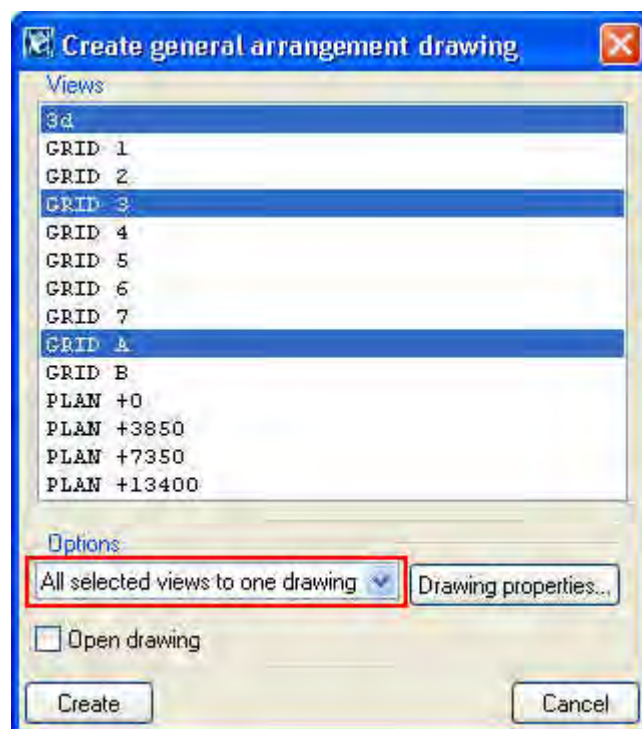 Create general arrangement drawing
Views
3d
GRID 1
GRID 2
GRID 3
GRID 4
GRID 5
GRID 6
GRID 7
GRID A
GRID B
PLAN +0
PLAN +3850
PLAN +7350
PLAN +13400
Options
All selected views to one drawing Drawing properties...
Open drawing
Create Cancel